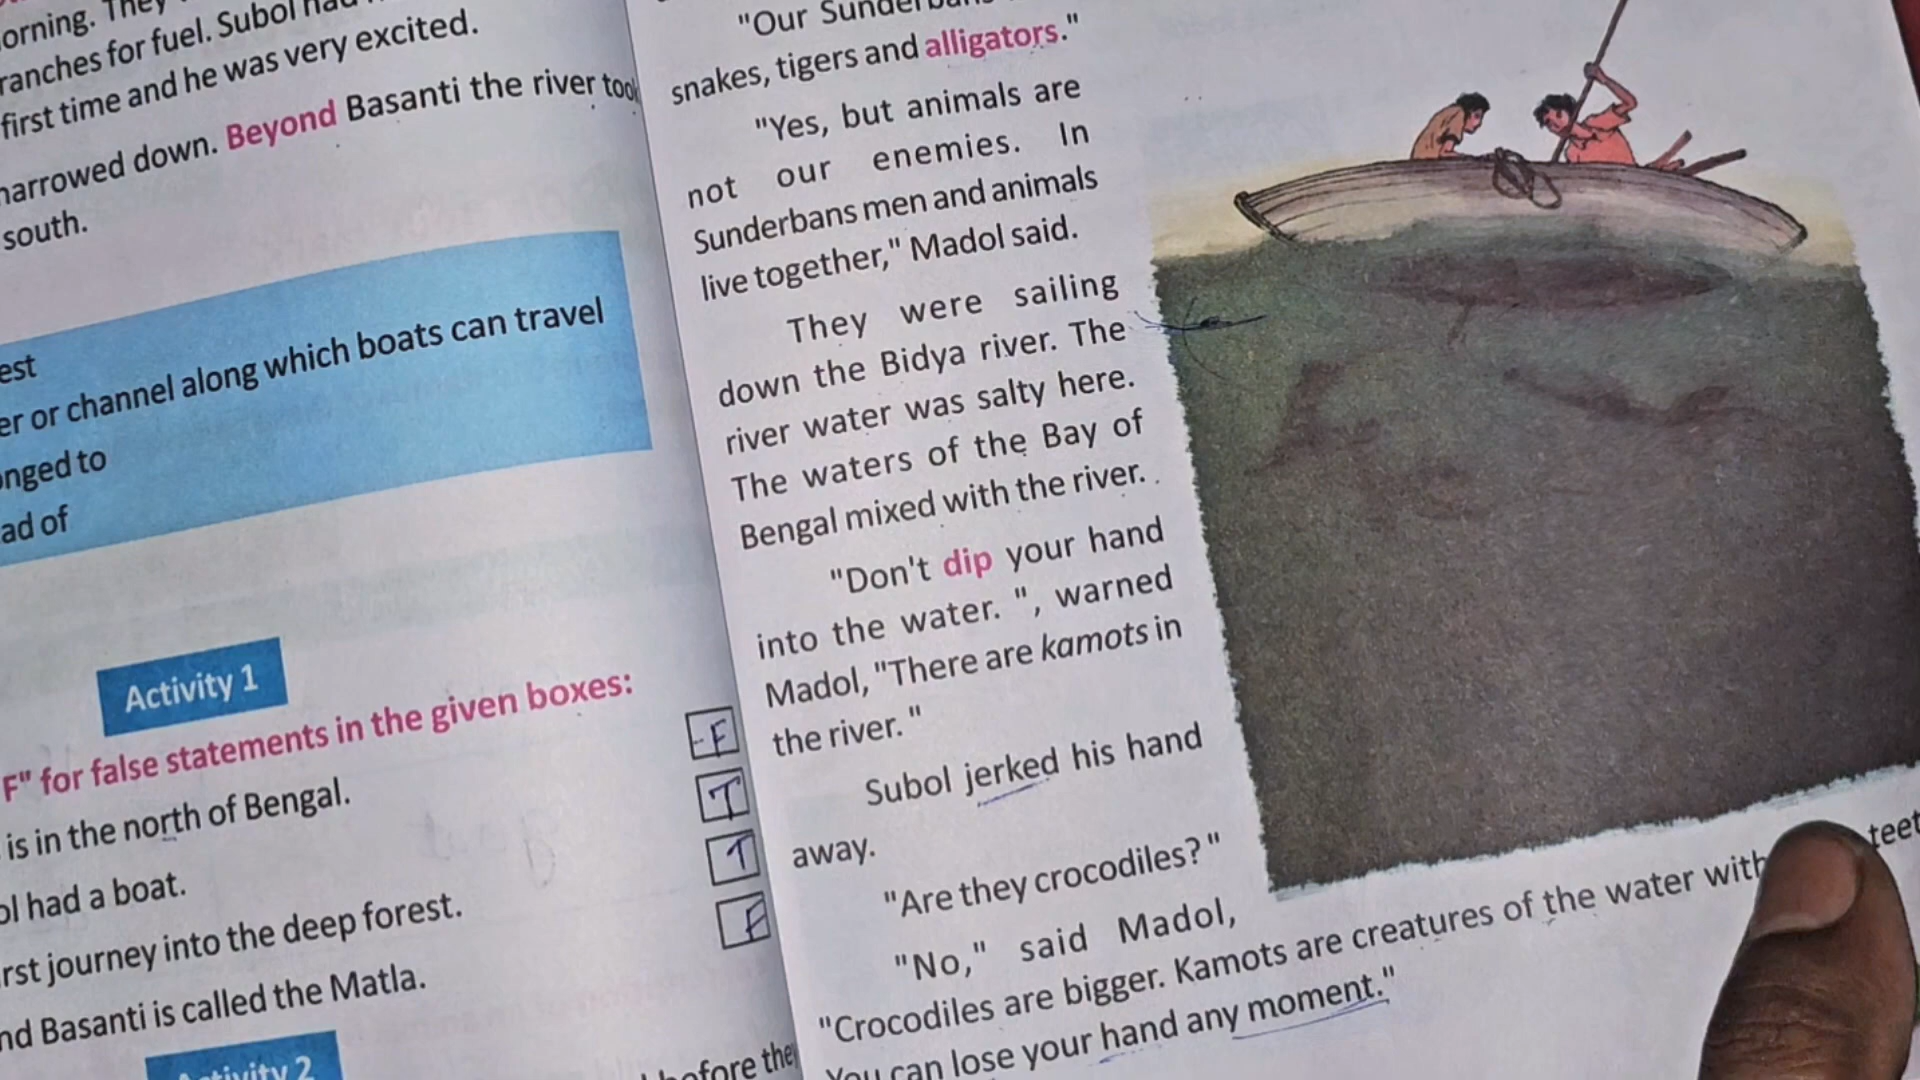 orning. They
ranches for fuel. Subol had
first time and he was very excited.
narrowed down. Beyond Basanti the river took
south.
est
er or channel along which boats can travel
onged to
ad of
Activity 1
F" for false statements in the given boxes:
is in the north of Bengal.
F
ol had a boat.
T
rst journey into the deep forest.
T
nd Basanti is called the Matla.
F
Activity 2
before the
"Our Sunderbans
snakes, tigers and alligators."
"Yes, but animals are
not our enemies. In
Sunderbans men and animals
live together," Madol said.
They were sailing
down the Bidya river. The
river water was salty here.
The waters of the Bay of
Bengal mixed with the river.
"Don't dip your hand
into the water. ", warned
Madol, "There are kamots in
the river. "
Subol jerked his hand
away.
"Are they crocodiles? "
"No," said Madol,
"Crocodiles are bigger. Kamots are creatures of the water with
teet
You can lose your hand any moment."